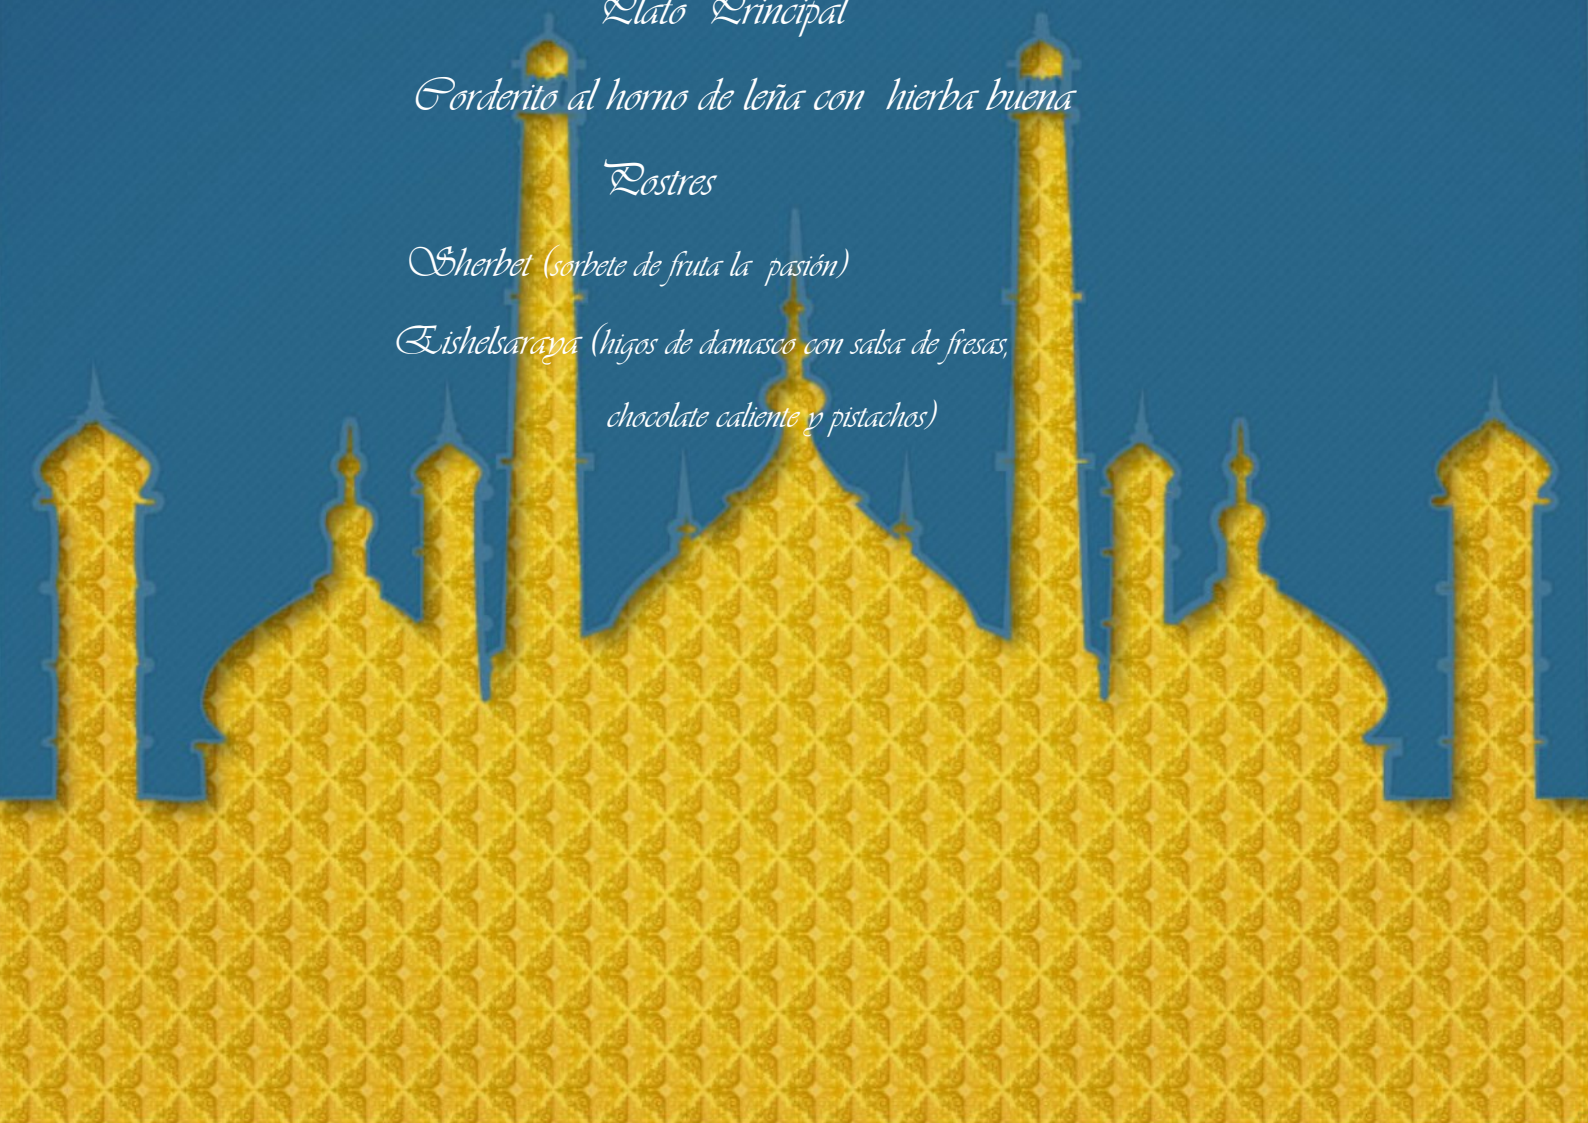 Plato Principal
Corderito al horno de leña con hierba buena
Postres
Sherbet (sorbete de fruta la pasión)
Eishelsaraya (higos de damasco con salsa de fresas,
chocolate caliente y pistachos)